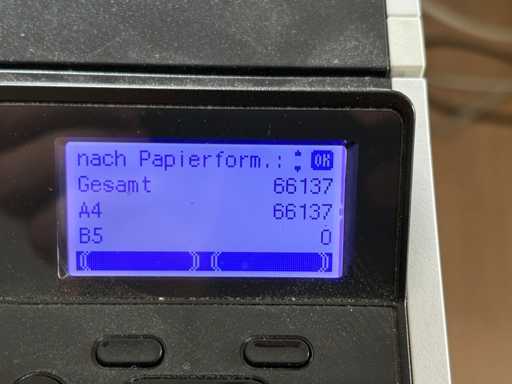 nach Papierform.: OK
Gesamt 66137
A4 66137
B5 0